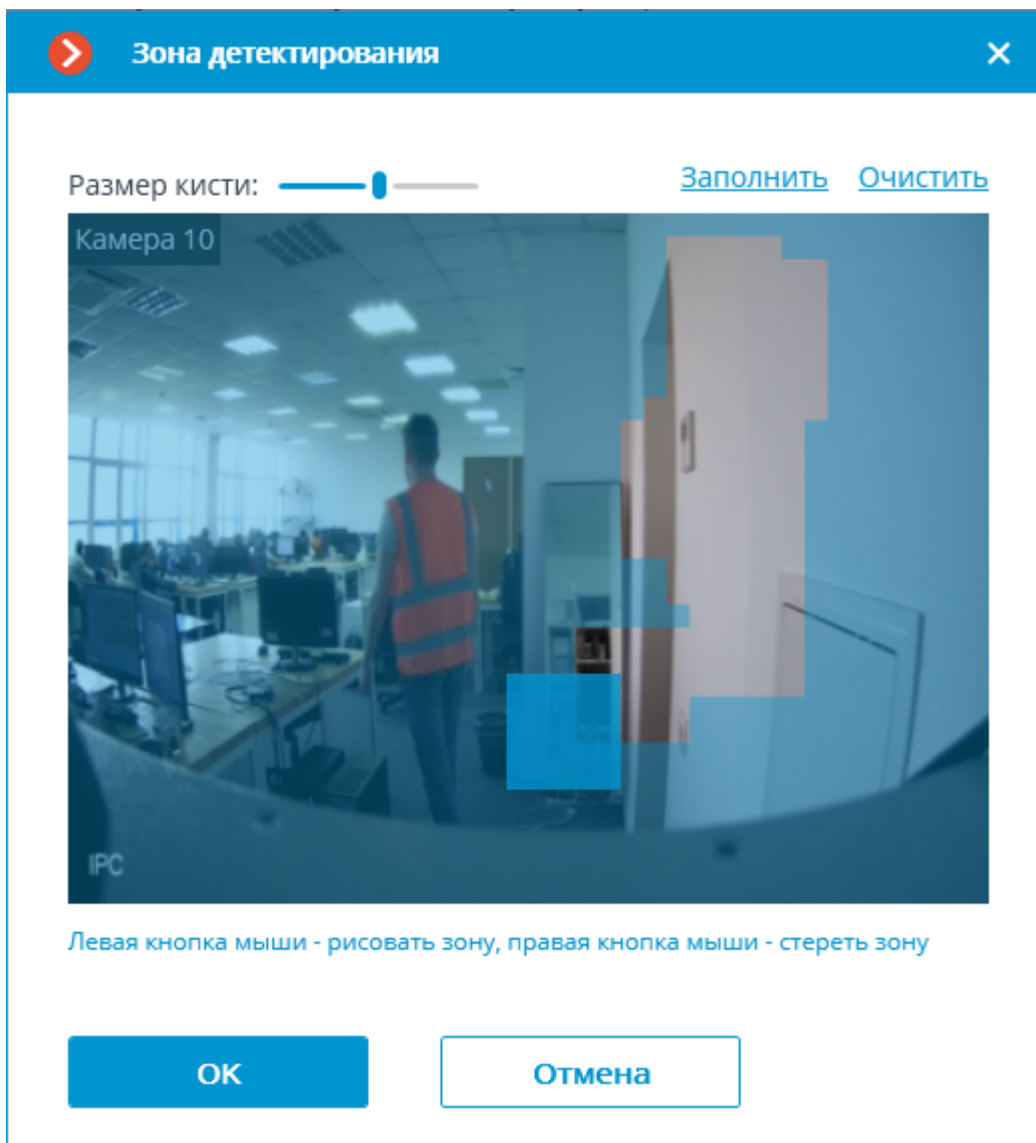 Зона детектирования
Размер кисти:
Заполнить
Очистить
Камера 10
IPC
Левая кнопка мыши - рисовать зону, правая кнопка мыши - стереть зону
OK
Отмена